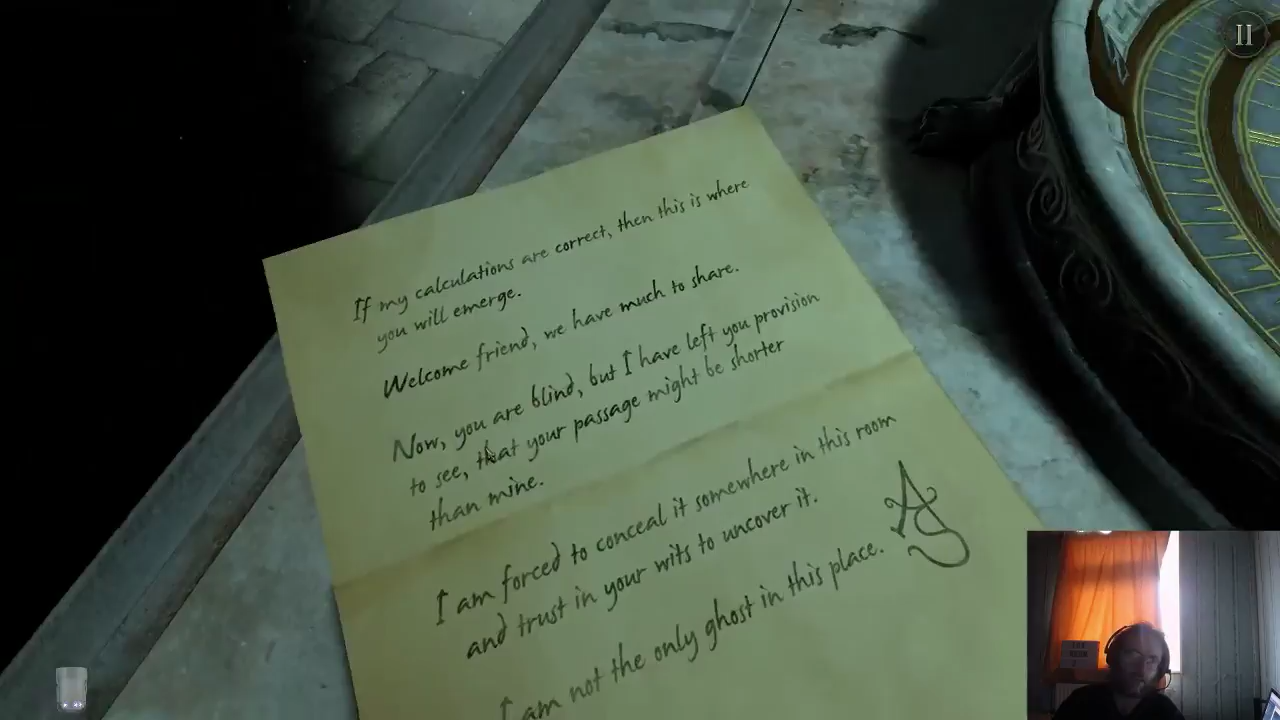 If my calculations are correct, then this is where
you will emerge.
Welcome friend, we have much to share.
Now, you are blind, but I have left you provision
to see, that your passage might be shorter
than mine.
I am forced to conceal it somewhere in this room
and trust in your wits to uncover it.
I am not the only ghost in this place.
AS